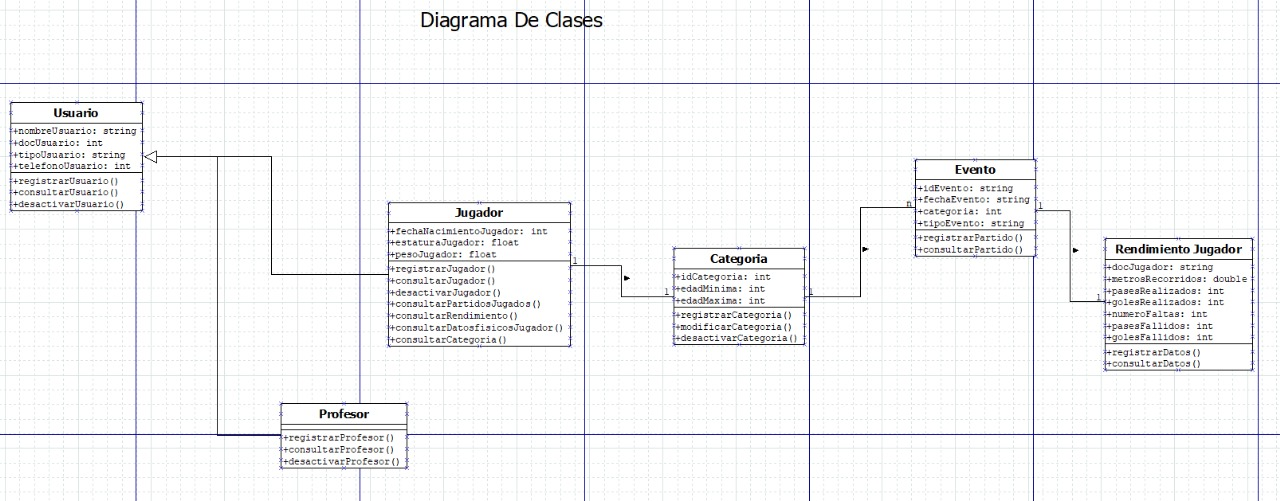 Diagrama De Clases
Usuario
+nombreUsuario: string
+docUsuario: int
+tipoUsuario: string
+telefonoUsuario: int
+registrarUsuario()
+consultarUsuario()
+desactivarUsuario()
Jugador
+fechaNacimientoJugador: int
+estaturaJugador: float
+pesoJugador: float
+registrarJugador()
+consultarJugador()
+desactivarJugador()
+consultarPartidosJugados()
+consultarRendimiento()
+consultarDatosfisicosJugador()
+consultarCategoria()
1
1
Categoria
+idCategoria: int
+edadMinima: int
+edadMaxima: int
+registrarCategoria()
+modificarCategoria()
+desactivarCategoria()
1
n
Evento
+idEvento: string
+fechaEvento: string
+categoria: int
+tipoEvento: string
+registrarPartido()
+consultarPartido()
1
1
Rendimiento Jugador
+docJugador: string
+metrosRecorridos: double
+pasesRealizados: int
+golesRealizados: int
+numeroFaltas: int
+pasesFallidos: int
+golesFallidos: int
+registrarDatos()
+consultarDatos()
Profesor
+registrarProfesor()
+consultarProfesor()
+desactivarProfesor()